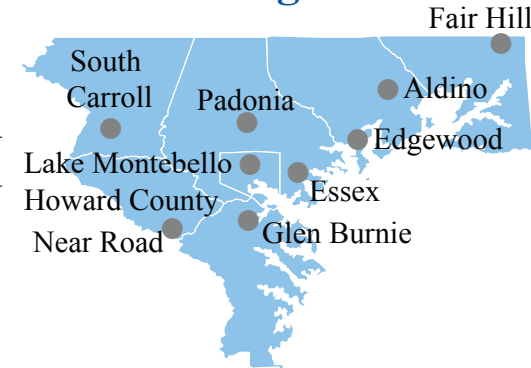 Fair Hill
South
Carroll
Padonia
Aldino
Edgewood
Lake Montebello
Essex
Howard County
Near Road
Glen Burnie